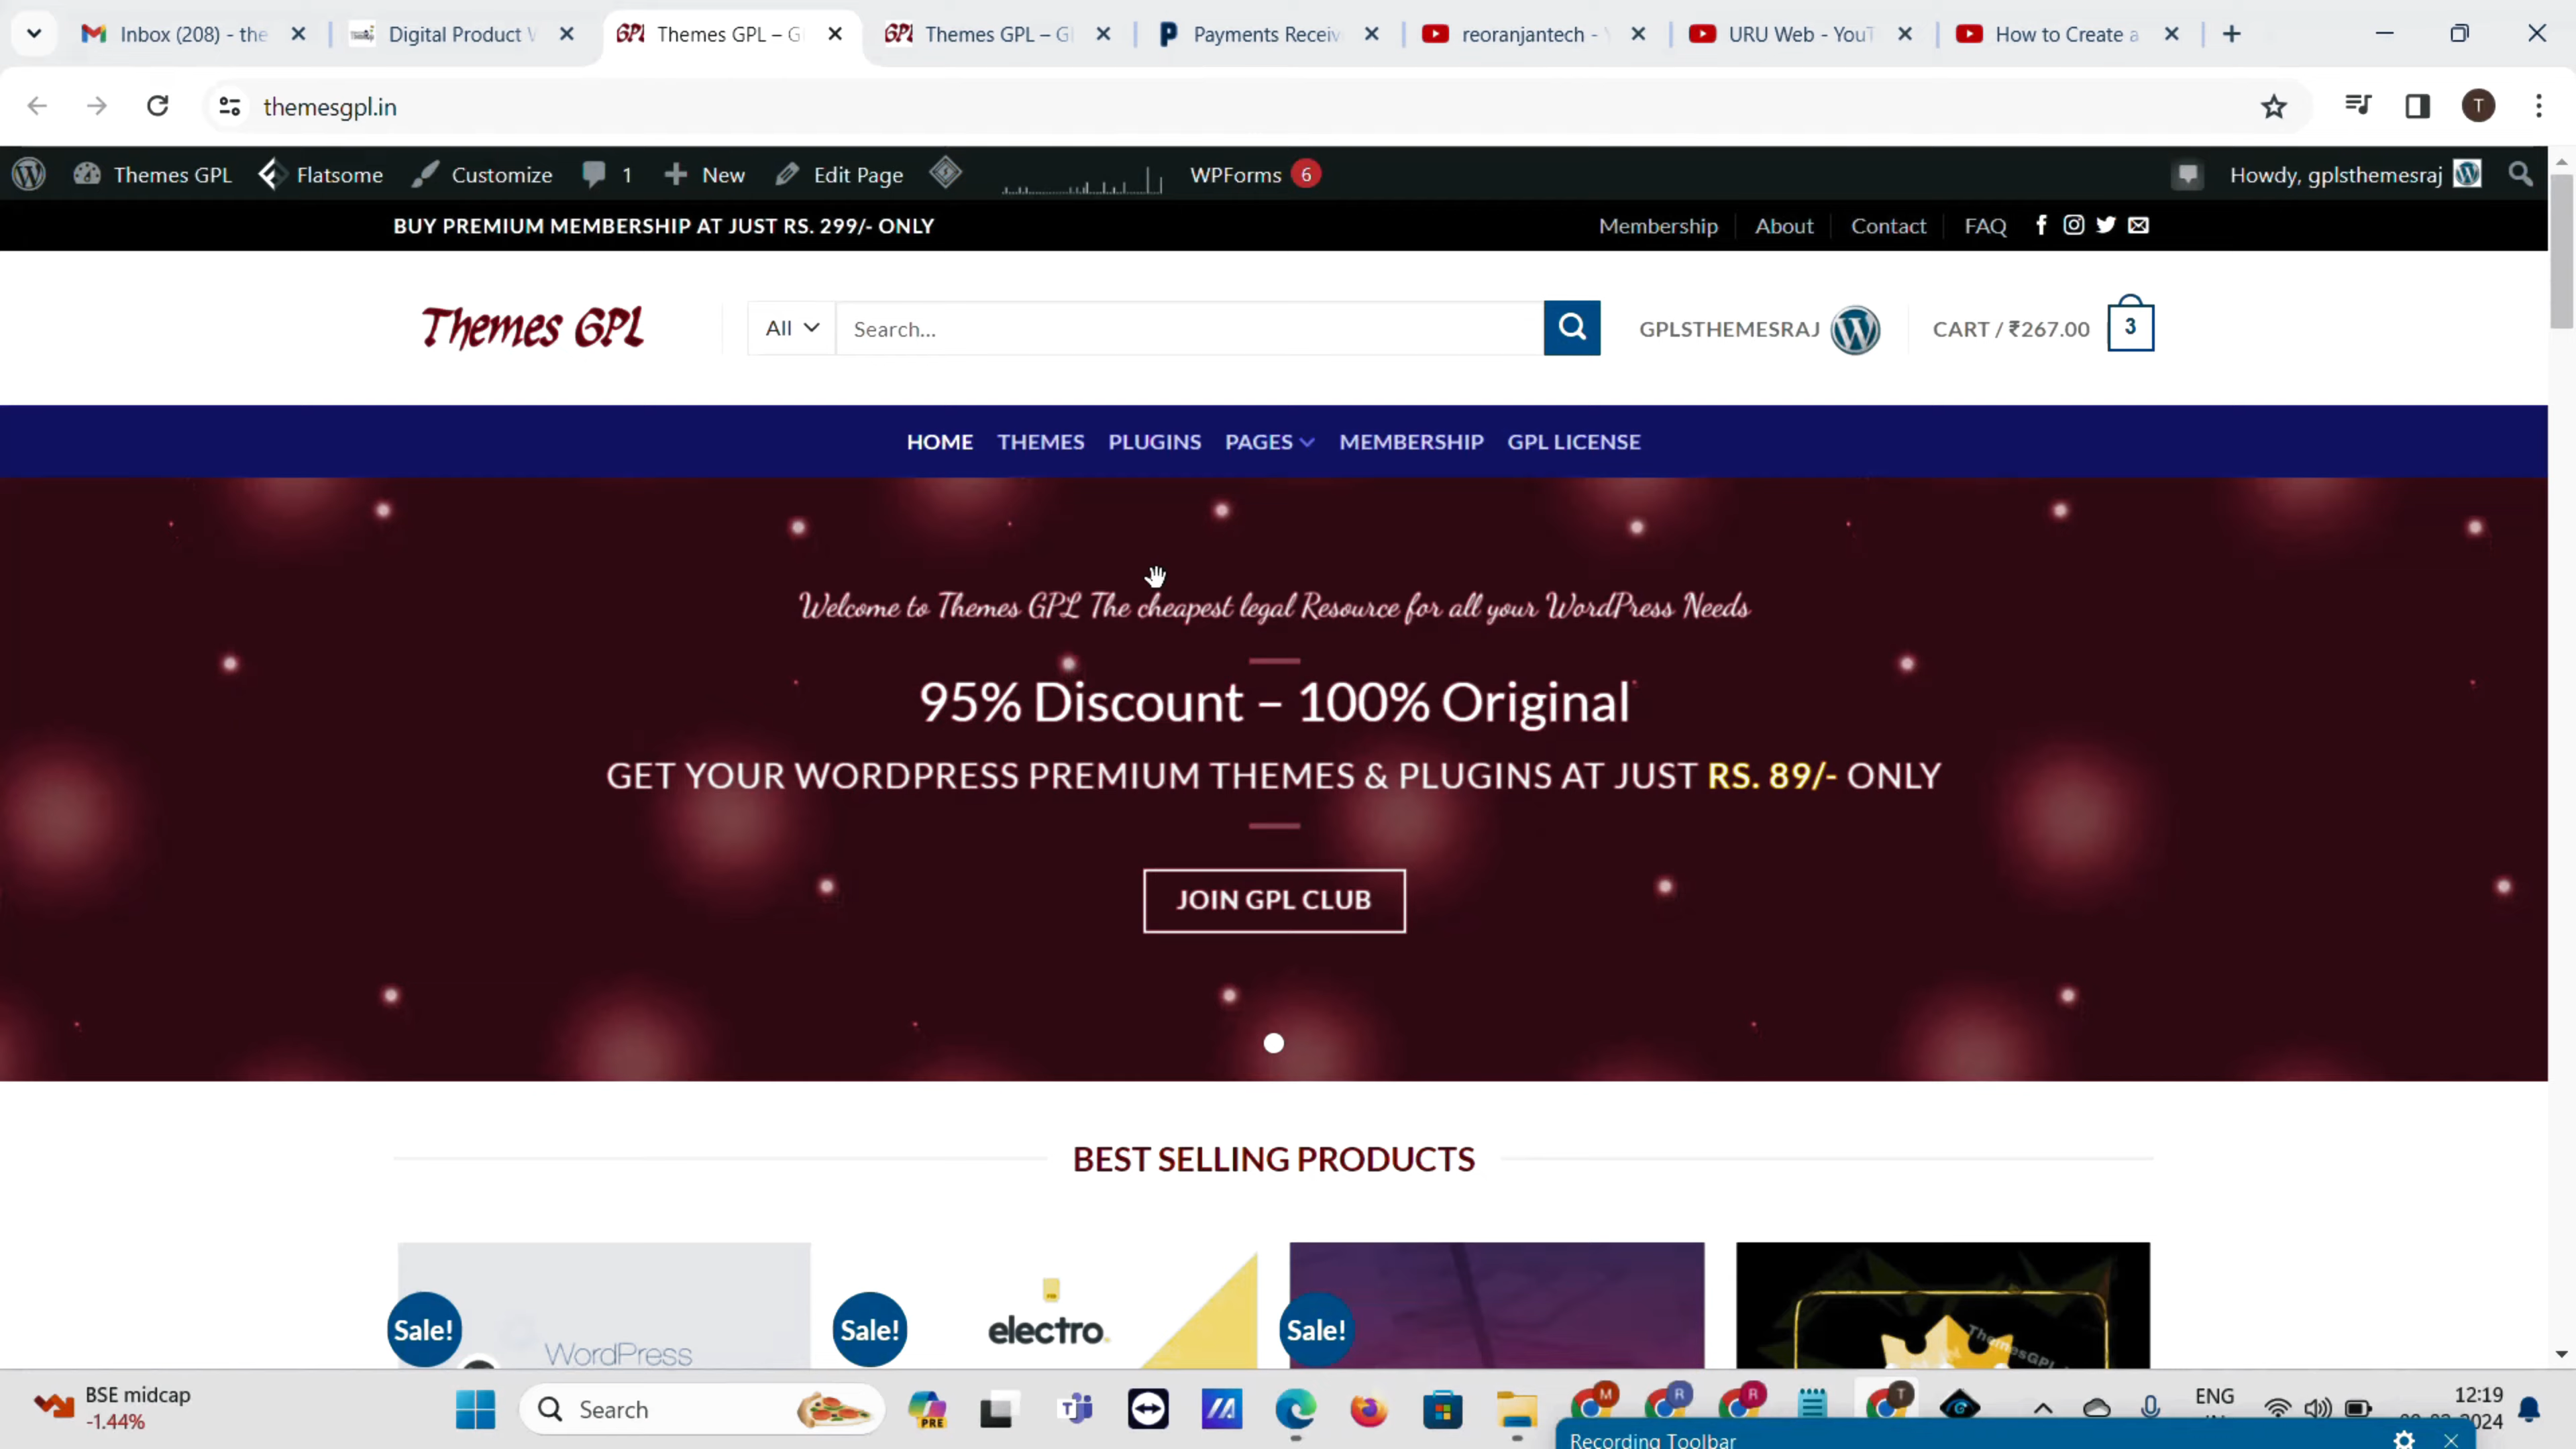 Inbox (208) - the
Digital Product
Themes GPL – G
Themes GPL – G
Payments Receiv
reoranjantech -
URU Web - YouT
How to Create a
themesgpl.in
T
Themes GPL
Flatsome
Customize
1
New
Edit Page
WPForms 6
Howdy, gplsthemesraj
BUY PREMIUM MEMBERSHIP AT JUST RS. 299/- ONLY
Membership
About
Contact
FAQ
Themes GPL
All
Search...
GPLSTHEMESRAJ
CART / ₹267.00
3
HOME
THEMES
PLUGINS
PAGES
MEMBERSHIP
GPL LICENSE
Welcome to Themes GPL The cheapest legal Resource for all your WordPress Needs
95% Discount – 100% Original
GET YOUR WORDPRESS PREMIUM THEMES & PLUGINS AT JUST RS. 89/- ONLY
JOIN GPL CLUB
BEST SELLING PRODUCTS
Sale!
WordPress
Sale!
electro.
Sale!
BSE midcap
-1.44%
Search
PRE
M
R
R
T
ENG
12:19
2024
Recording Toolbar